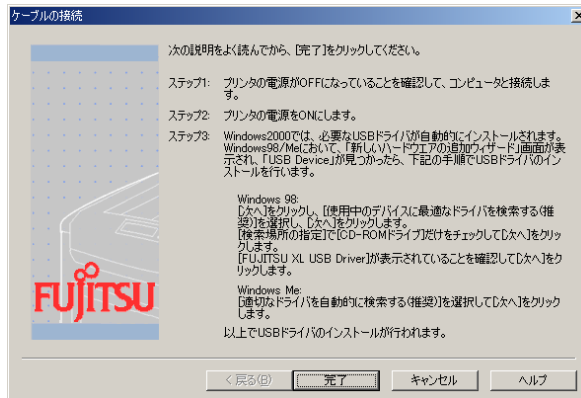 ケーブルの接続
次の説明をよく読んでから、[完了]をクリックしてください。
ステップ1: プリンタの電源がOFFになっていることを確認して、コンピュータと接続しま
す。
ステップ2: プリンタの電源をONにします。
ステップ3: Windows2000では、必要なUSBドライバが自動的にインストールされます。
Windows98/Meにおいて、「新しいハードウエアの追加ウィザード」画面が表
示され、「USB Device」が見つかったら、下記の手順でUSBドライバのイン
ストールを行います。
Windows 98:
[次へ]をクリックし、[使用中のデバイスに最適なドライバを検索する(推
奨)]を選択し、[次へ]をクリックします。
[検索場所の指定]で[CD-ROMドライブ]だけをチェックして[次へ]をクリッ
クします。
[FUJITSU XL USB Driver]が表示されていることを確認して[次へ]をク
リックします。
Windows Me:
[適切なドライバを自動的に検索する(推奨)]を選択して[次へ]をクリック
します。
以上でUSBドライバのインストールが行われます。
FUJITSU
< 戻る(B) 完了 キャンセル ヘルプ